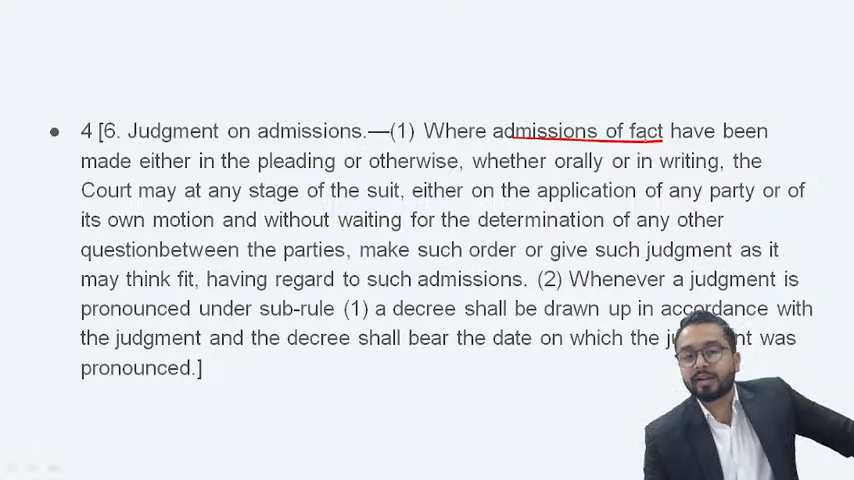 ● 4 [6. Judgment on admissions.—(1) Where admissions of fact have been
made either in the pleading or otherwise, whether orally or in writing, the
Court may at any stage of the suit, either on the application of any party or of
its own motion and without waiting for the determination of any other
questionbetween the parties, make such order or give such judgment as it
may think fit, having regard to such admissions. (2) Whenever a judgment is
pronounced under sub-rule (1) a decree shall be drawn up in accordance with
the judgment and the decree shall bear the date on which the was
pronounced.]